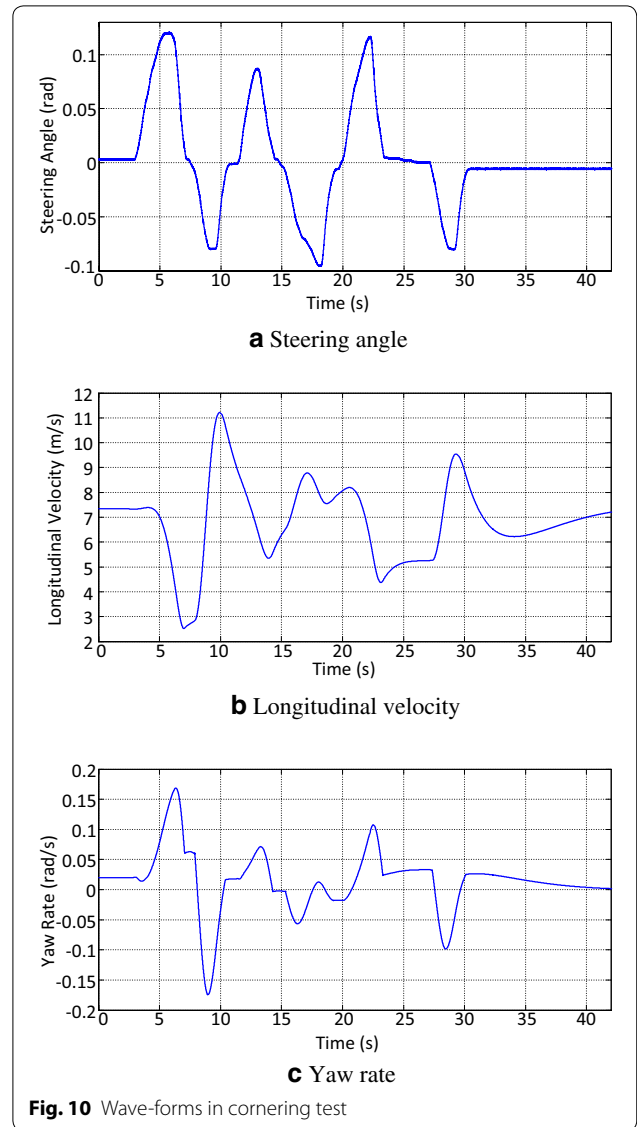 0.1
0.05
0
-0.05
-0.1
Steering Angle (rad)
0 5 10 15 20 25 30 35 40
Time (s)
a Steering angle
12
11
10
9
8
7
6
5
4
3
2
Longitudinal Velocity (m/s)
0 5 10 15 20 25 30 35 40
Time (s)
b Longitudinal velocity
0.2
0.15
0.1
0.05
0
-0.05
-0.1
-0.15
-0.2
Yaw Rate (rad/s)
0 5 10 15 20 25 30 35 40
Time (s)
c Yaw rate
Fig. 10 Wave-forms in cornering test